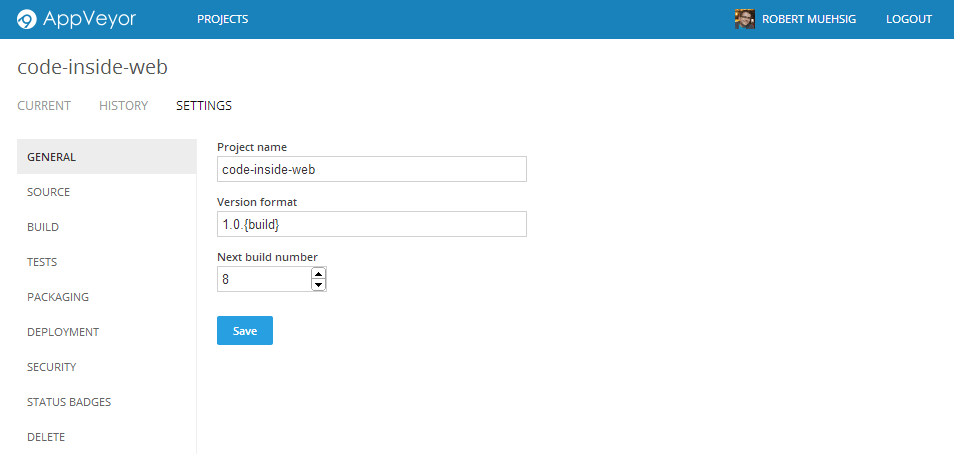 AppVeyor PROJECTS ROBERT MUEHSIG LOGOUT
code-inside-web
CURRENT HISTORY SETTINGS
GENERAL
SOURCE
BUILD
TESTS
PACKAGING
DEPLOYMENT
SECURITY
STATUS BADGES
DELETE
Project name
code-inside-web
Version format
1.0.{build}
Next build number
8
Save